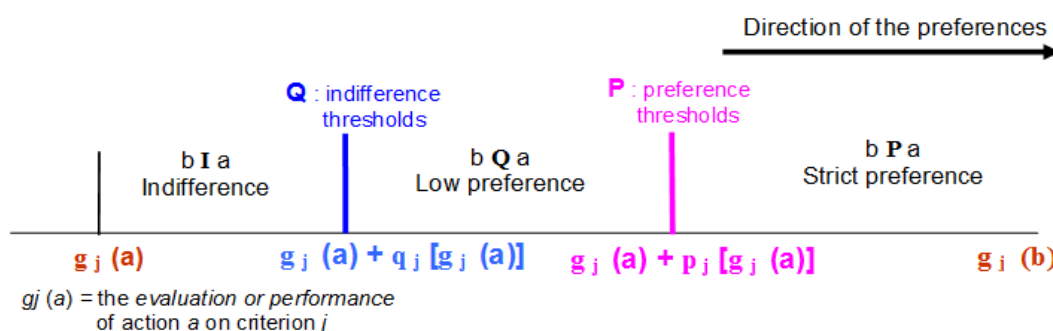 Direction of the preferences
Q : indifference
thresholds
P : preference
thresholds
b I a
Indifference
b Q a
Low preference
b P a
Strict preference
g j (a)
g j (a) + q j [g j (a)]
g j (a) + p j [g j (a)]
g j (b)
gj (a) = the evaluation or performance
of action a on criterion j